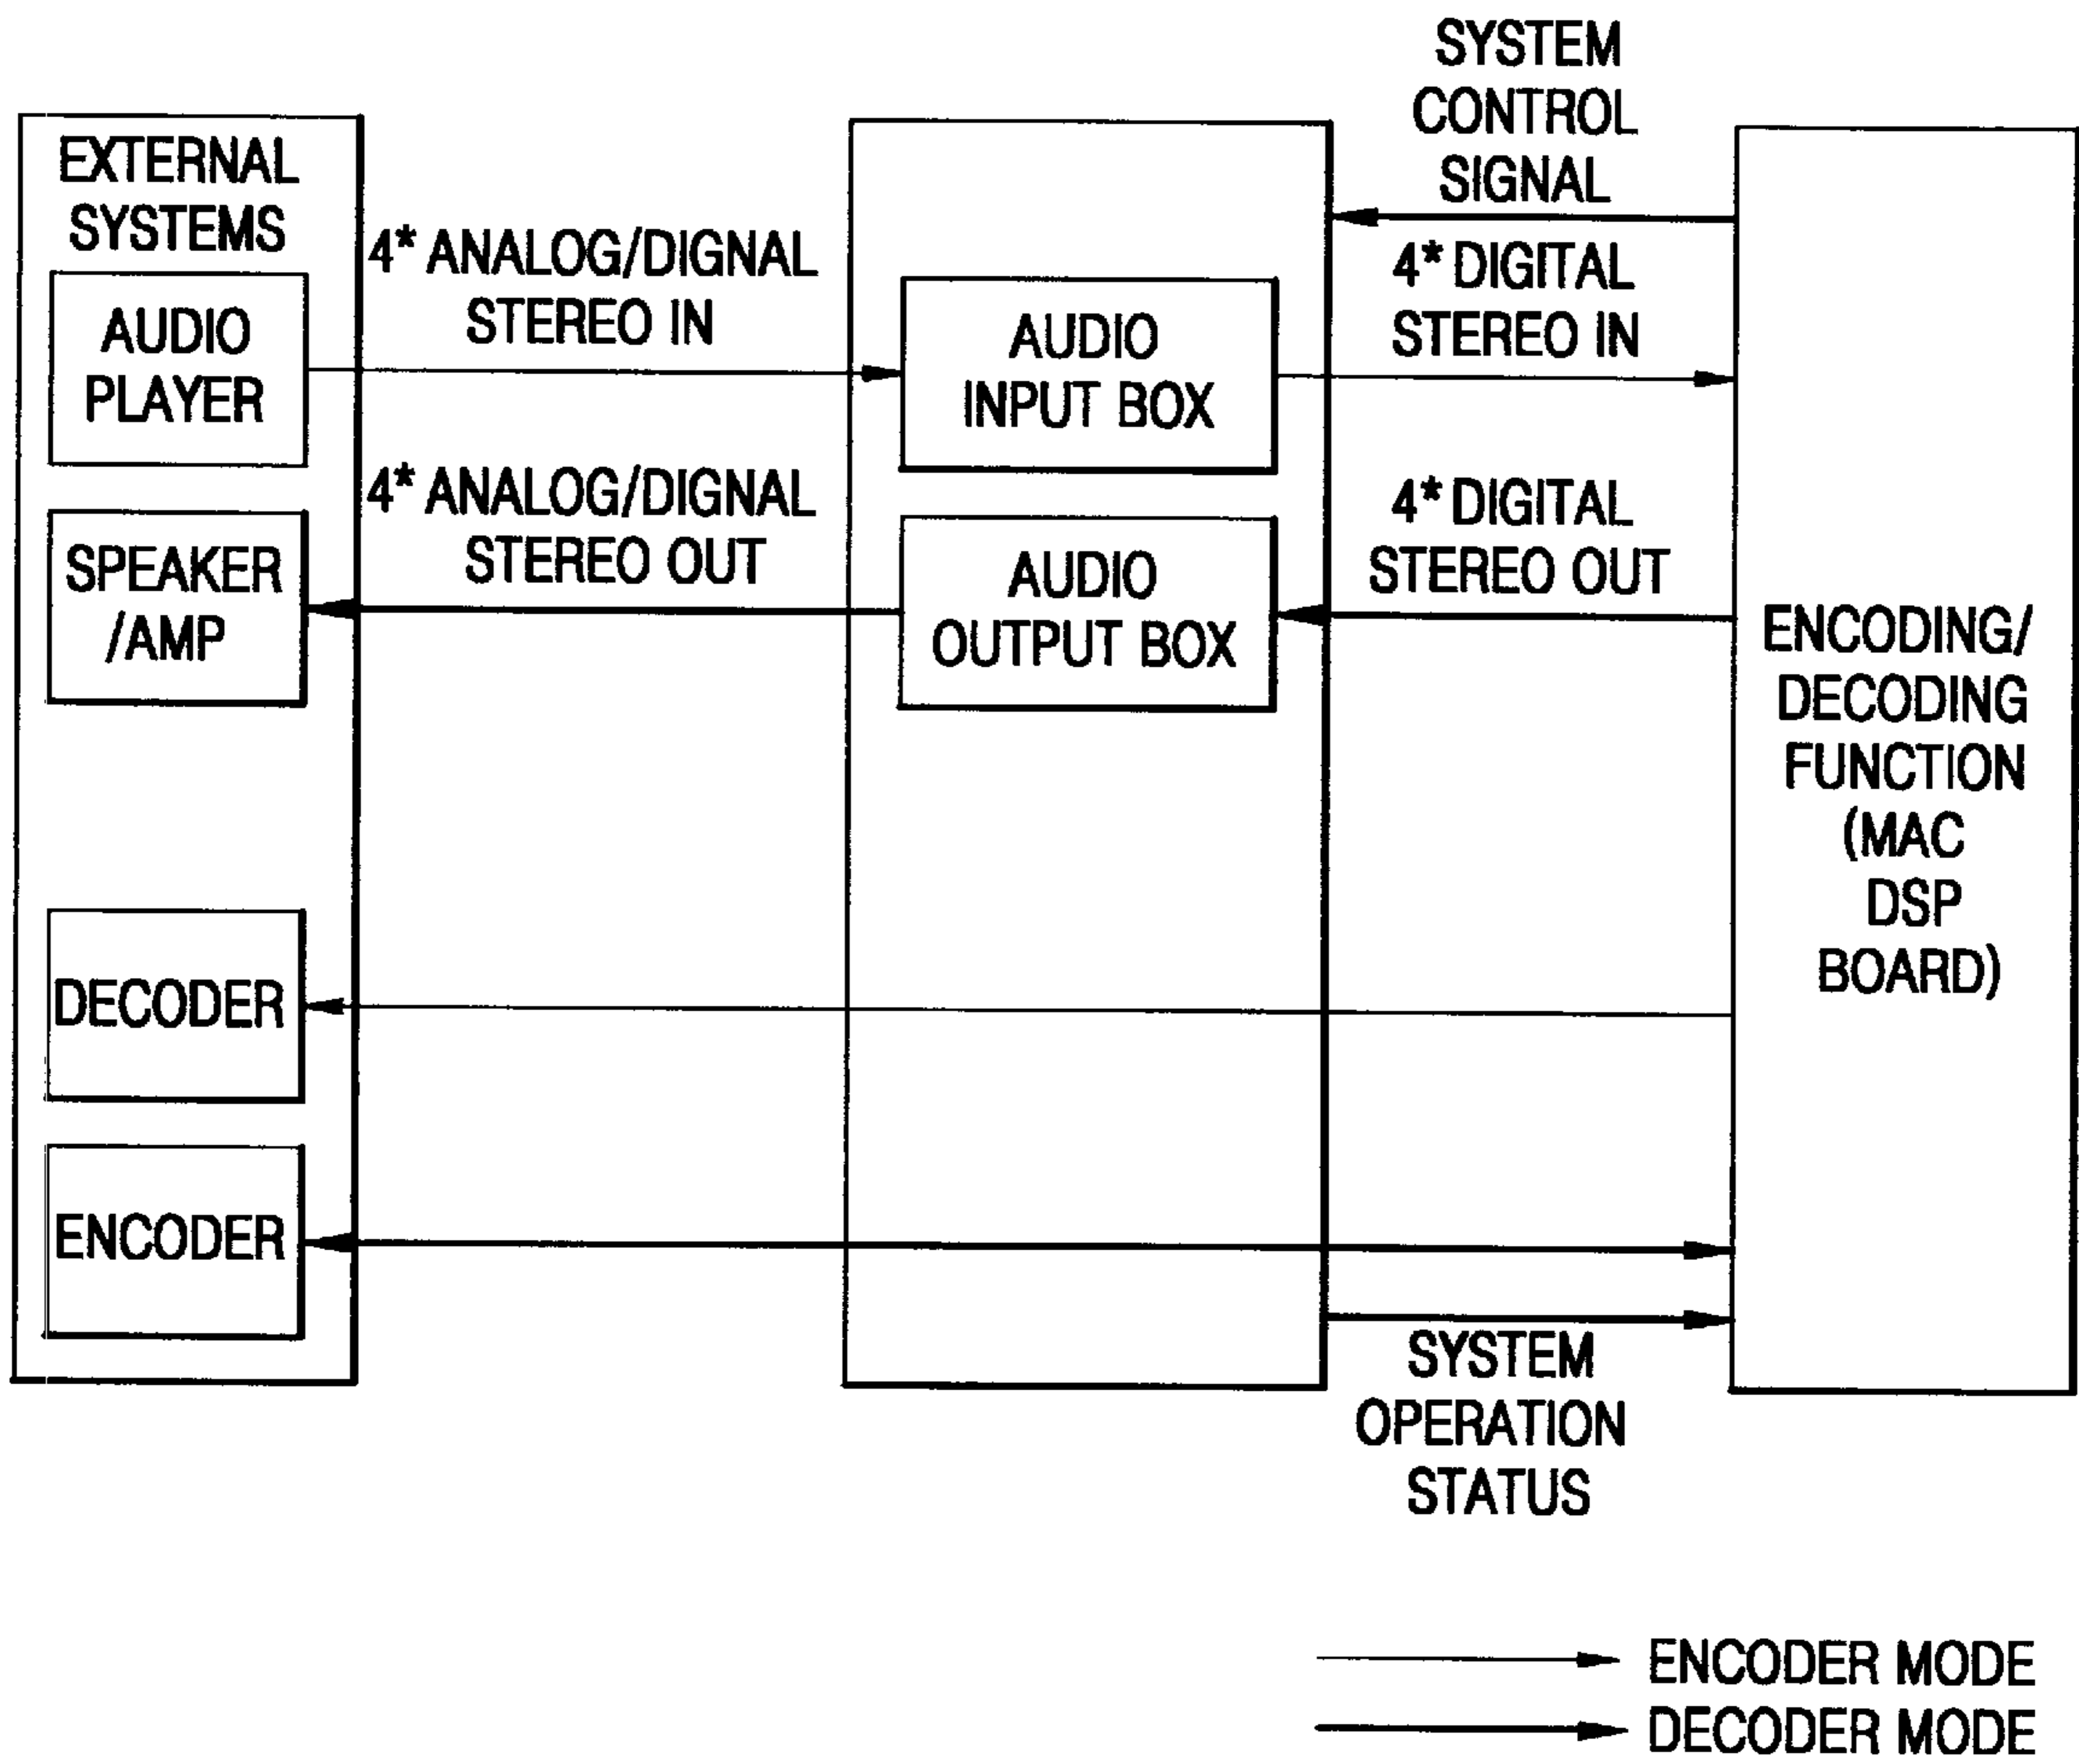 EXTERNAL
SYSTEMS
AUDIO
PLAYER
SPEAKER
/AMP
DECODER
ENCODER
4* ANALOG/DIGNAL
STEREO IN
4* ANALOG/DIGNAL
STEREO OUT
AUDIO
INPUT BOX
AUDIO
OUTPUT BOX
SYSTEM
CONTROL
SIGNAL
4* DIGITAL
STEREO IN
4* DIGITAL
STEREO OUT
SYSTEM
OPERATION
STATUS
ENCODING/
DECODING
FUNCTION
(MAC
DSP
BOARD)
ENCODER MODE
DECODER MODE